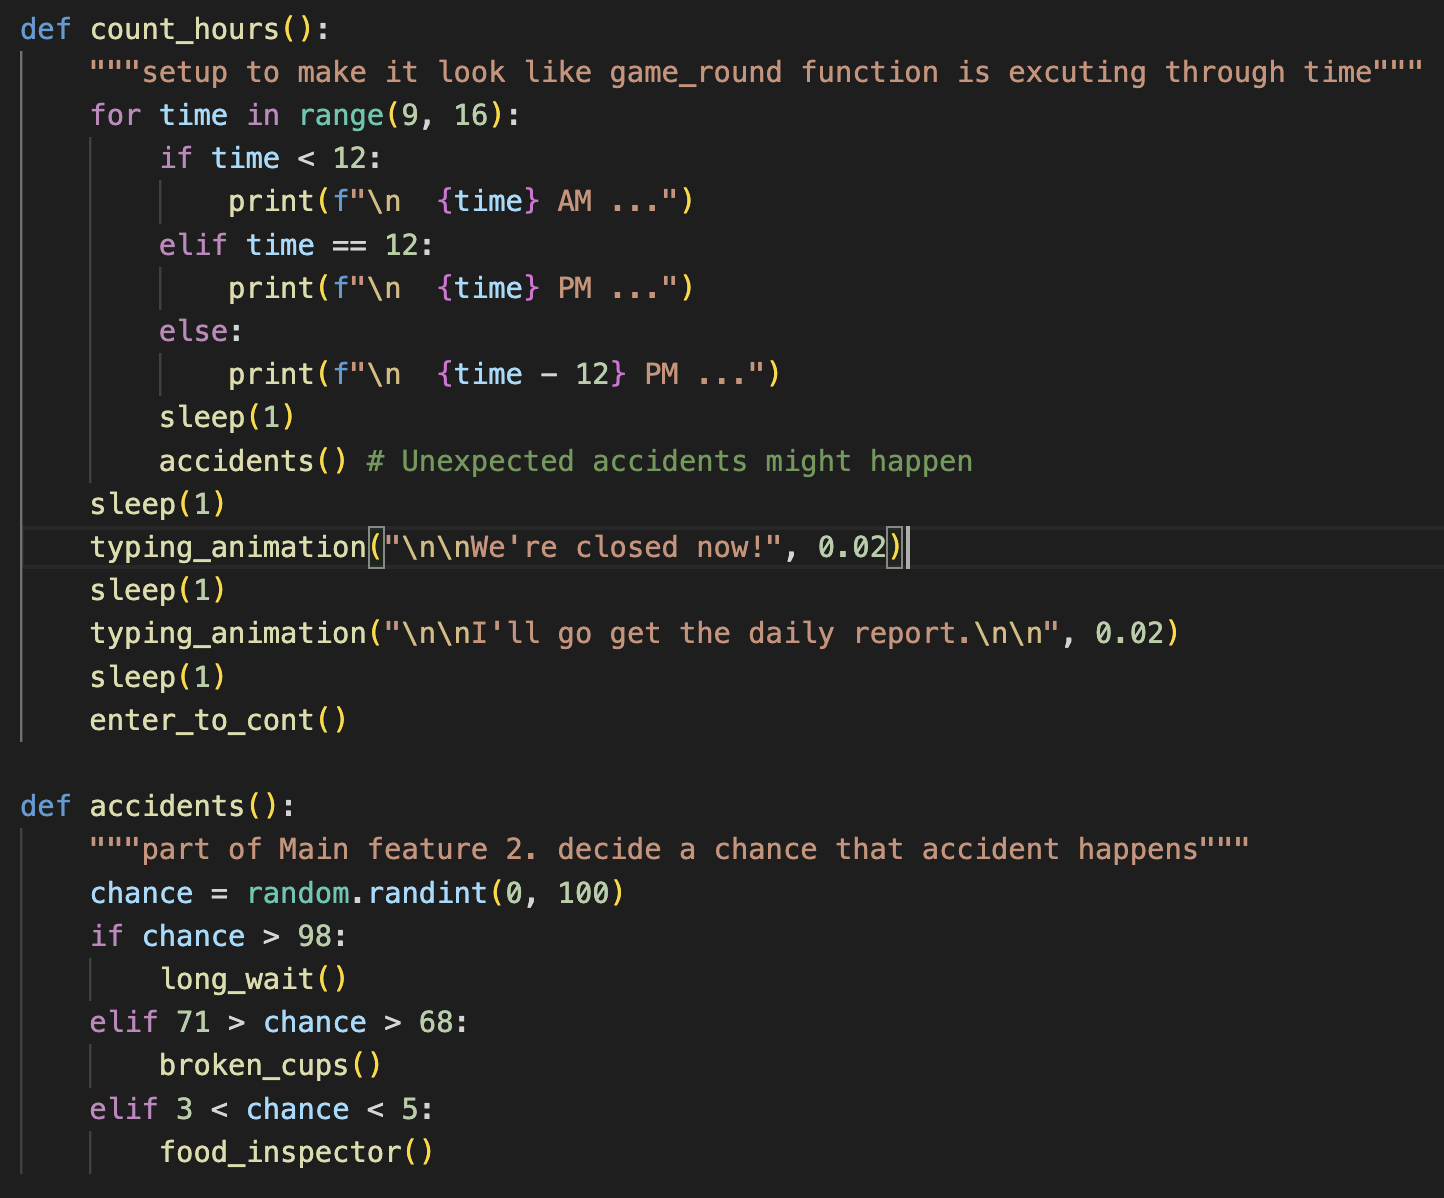 def count_hours():
    """setup to make it look like game_round function is excuting through time"""
    for time in range(9, 16):
        if time < 12:
            print(f"\n  {time} AM ...")
        elif time == 12:
            print(f"\n  {time} PM ...")
        else:
            print(f"\n  {time - 12} PM ...")
        sleep(1)
        accidents() # Unexpected accidents might happen
    sleep(1)
    typing_animation("\n\nWe're closed now!", 0.02)
    sleep(1)
    typing_animation("\n\nI'll go get the daily report.\n\n", 0.02)
    sleep(1)
    enter_to_cont()

def accidents():
    """part of Main feature 2. decide a chance that accident happens"""
    chance = random.randint(0, 100)
    if chance > 98:
        long_wait()
    elif 71 > chance > 68:
        broken_cups()
    elif 3 < chance < 5:
        food_inspector()